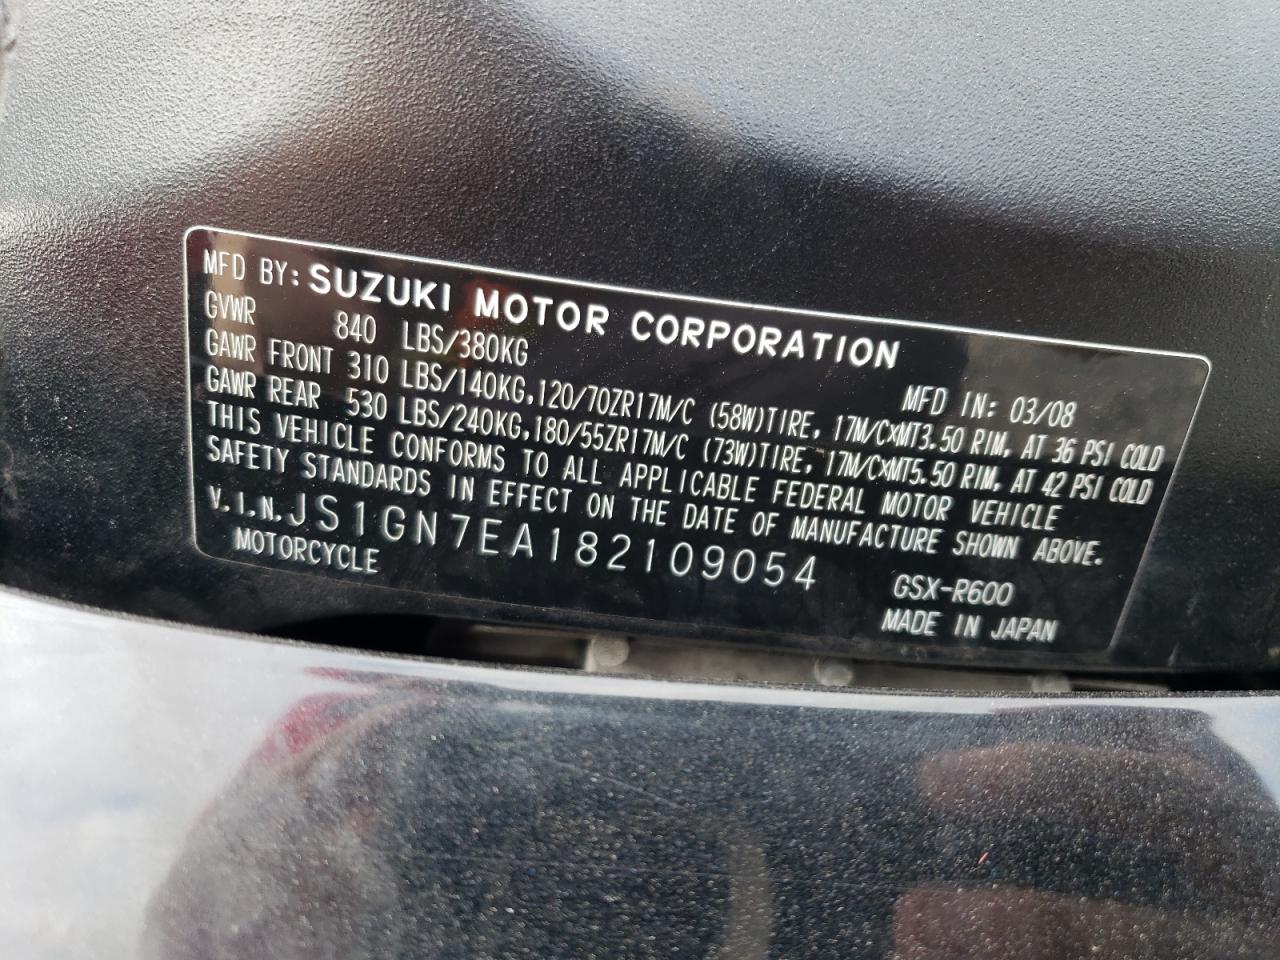 MFD BY: SUZUKI MOTOR CORPORATION
GVWR 840 LBS/380KG MFD IN: 03/08
GAWR FRONT 310 LBS/140KG,120/70ZR17M/C (58W)TIRE, 17M/C×MT3.50 RIM, AT 36 PSI COLD
GAWR REAR 530 LBS/240KG,180/55ZR17M/C (73W)TIRE, 17M/C×MT5.50 RIM, AT 42 PSI COLD
THIS VEHICLE CONFORMS TO ALL APPLICABLE FEDERAL MOTOR VEHICLE
SAFETY STANDARDS IN EFFECT ON THE DATE OF MANUFACTURE SHOWN ABOVE.
V.I.N.JS1GN7EA182109054 GSX-R600
MOTORCYCLE MADE IN JAPAN